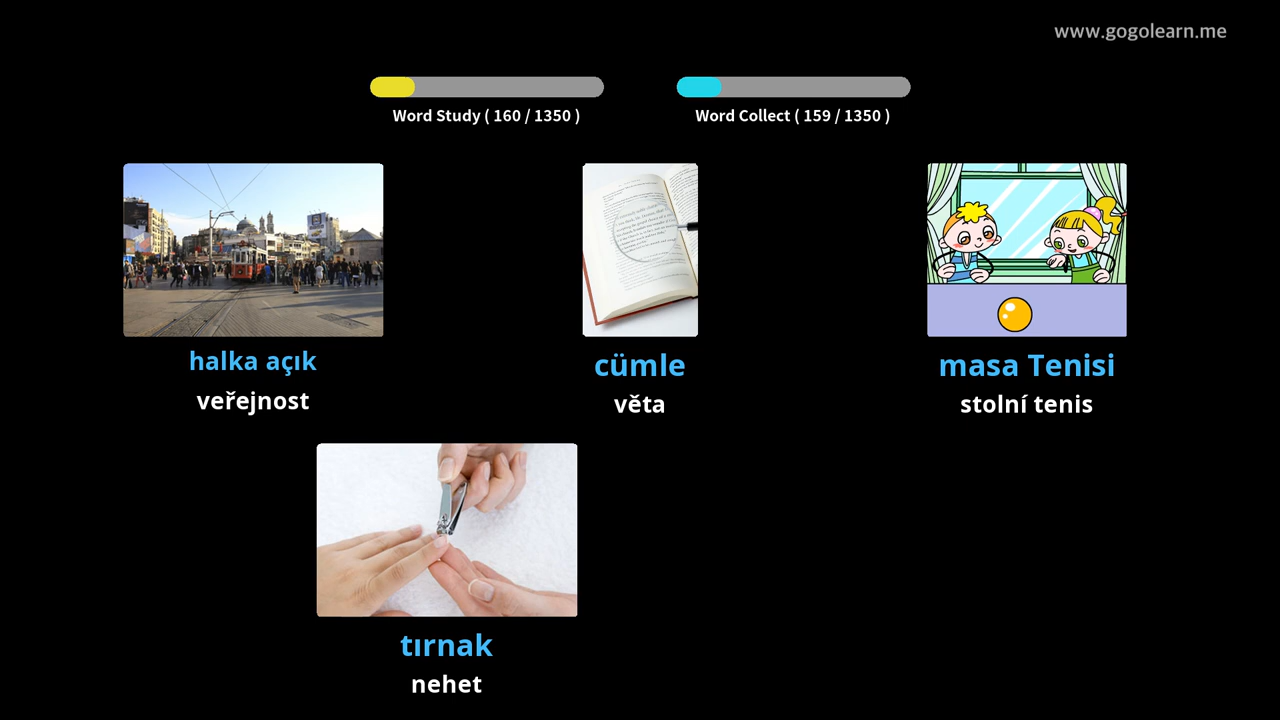 www.gogolearn.me
Word Study ( 160 / 1350 )
Word Collect ( 159 / 1350 )
halka açık
veřejnost
cümle
věta
masa Tenisi
stolní tenis
tırnak
nehet